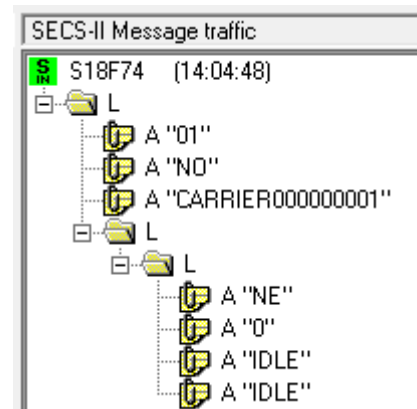 SECS-II Message traffic
S IN S18F74 (14:04:48)
L
A "01"
A "NO"
A "CARRIER000000001"
L
L
A "NE"
A "0"
A "IDLE"
A "IDLE"